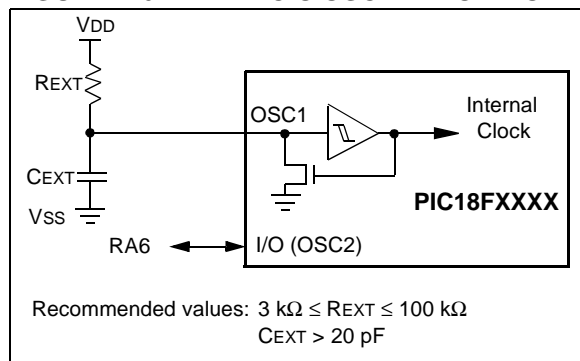 VDD
REXT
OSC1
Internal
Clock
CEXT
PIC18FXXXX
VSS
RA6
I/O (OSC2)
Recommended values: 3 kΩ ≤ REXT ≤ 100 kΩ
CEXT > 20 pF